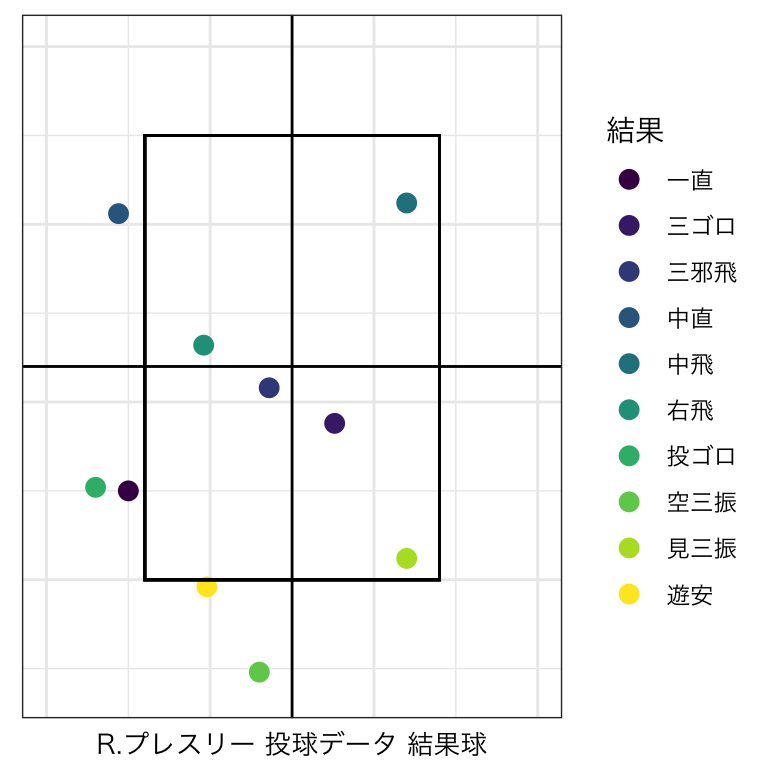 結果
一直
三ゴロ
三邪飛
中直
中飛
右飛
投ゴロ
空三振
見三振
遊安
R.プレスリー 投球データ 結果球